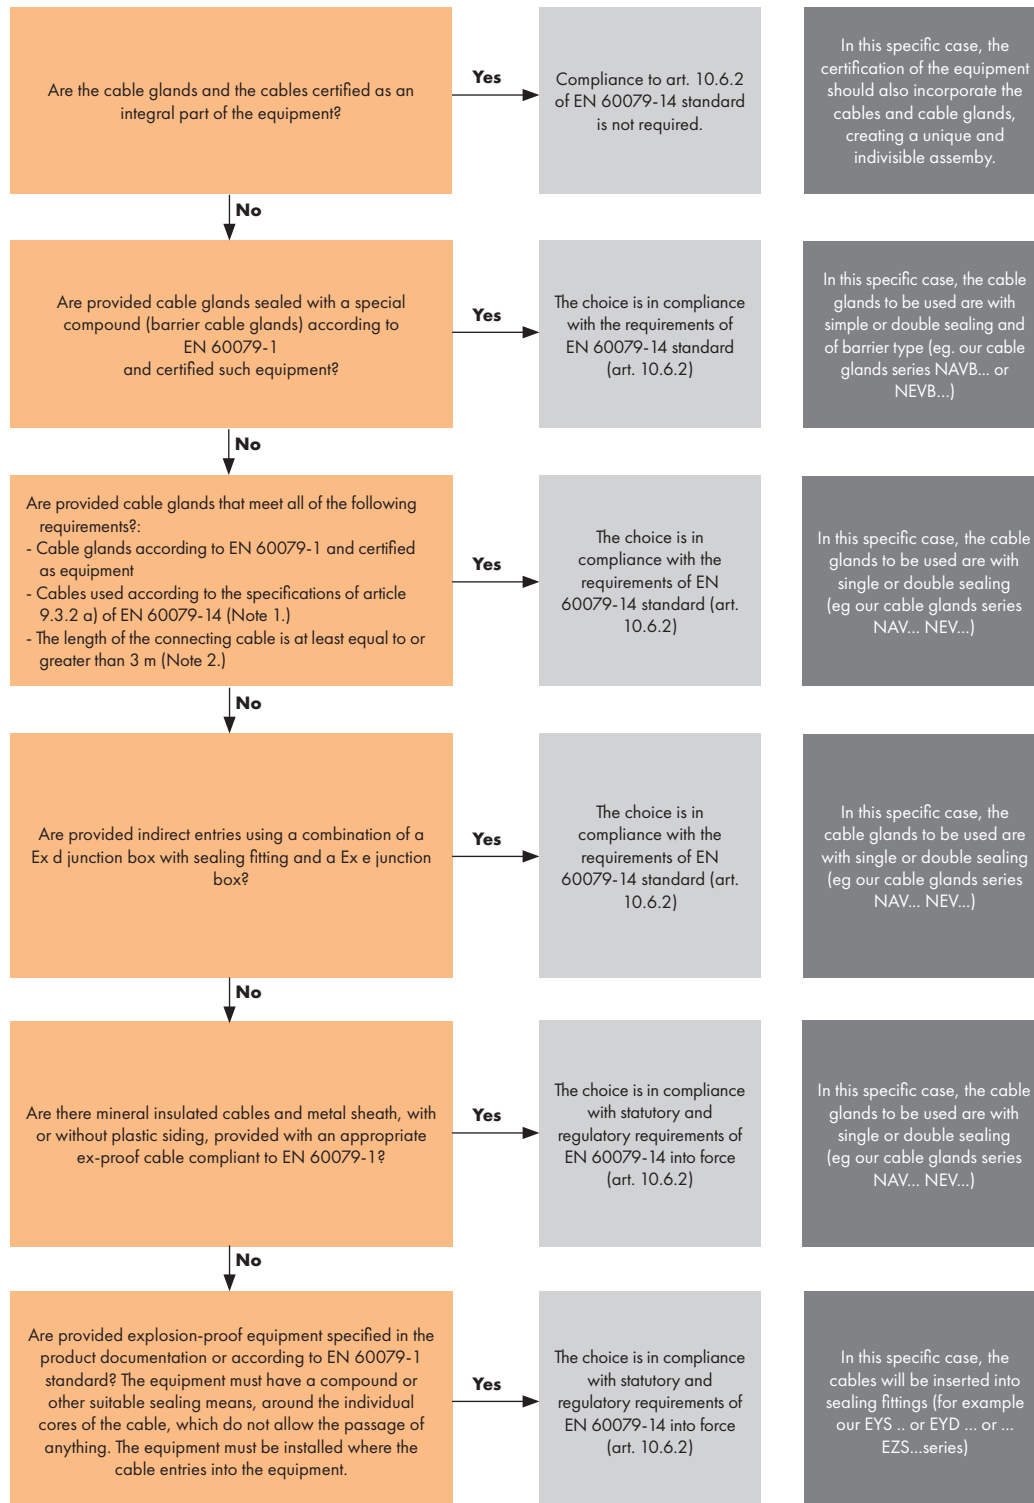 Are the cable glands and the cables certified as an
integral part of the equipment?
Yes
Compliance to art. 10.6.2
of EN 60079-14 standard
is not required.
In this specific case, the
certification of the equipment
should also incorporate the
cables and cable glands,
creating a unique and
indivisible assemby.
No
Are provided cable glands sealed with a special
compound (barrier cable glands) according to
EN 60079-1
and certified such equipment?
Yes
The choice is in compliance
with the requirements of
EN 60079-14 standard
(art. 10.6.2)
In this specific case, the cable
glands to be used are with
simple or double sealing and
of barrier type (eg. our cable
glands series NAVB... or
NEVB...)
No
Are provided cable glands that meet all of the following
requirements?:
- Cable glands according to EN 60079-1 and certified
as equipment
- Cables used according to the specifications of article
9.3.2 a) of EN 60079-14 (Note 1.)
- The length of the connecting cable is at least equal to or
greater than 3 m (Note 2.)
Yes
The choice is in
compliance with the
requirements of EN
60079-14 standard (art.
10.6.2)
In this specific case, the cable
glands to be used are with
single or double sealing
(eg our cable glands series
NAV... NEV...)
No
Are provided indirect entries using a combination of a
Ex d junction box with sealing fitting and a Ex e junction
box?
Yes
The choice is in
compliance with the
requirements of EN
60079-14 standard (art.
10.6.2)
In this specific case, the
cable glands to be used are
with single or double sealing
(eg our cable glands series
NAV... NEV...)
No
Are there mineral insulated cables and metal sheath, with
or without plastic siding, provided with an appropriate
ex-proof cable compliant to EN 60079-1?
Yes
The choice is in compliance
with statutory and
regulatory requirements of
EN 60079-14 into force
(art. 10.6.2)
In this specific case, the cable
glands to be used are with
single or double sealing
(eg our cable glands series
NAV... NEV...)
No
Are provided explosion-proof equipment specified in the
product documentation or according to EN 60079-1
standard? The equipment must have a compound or
other suitable sealing means, around the individual
cores of the cable, which do not allow the passage of
anything. The equipment must be installed where the
cable entries into the equipment.
Yes
The choice is in compliance
with statutory and
regulatory requirements of
EN 60079-14 into force
(art. 10.6.2)
In this specific case, the
cables will be inserted into
sealing fittings (for example
our EYS .. or EYD ... or ...
EZS...series)